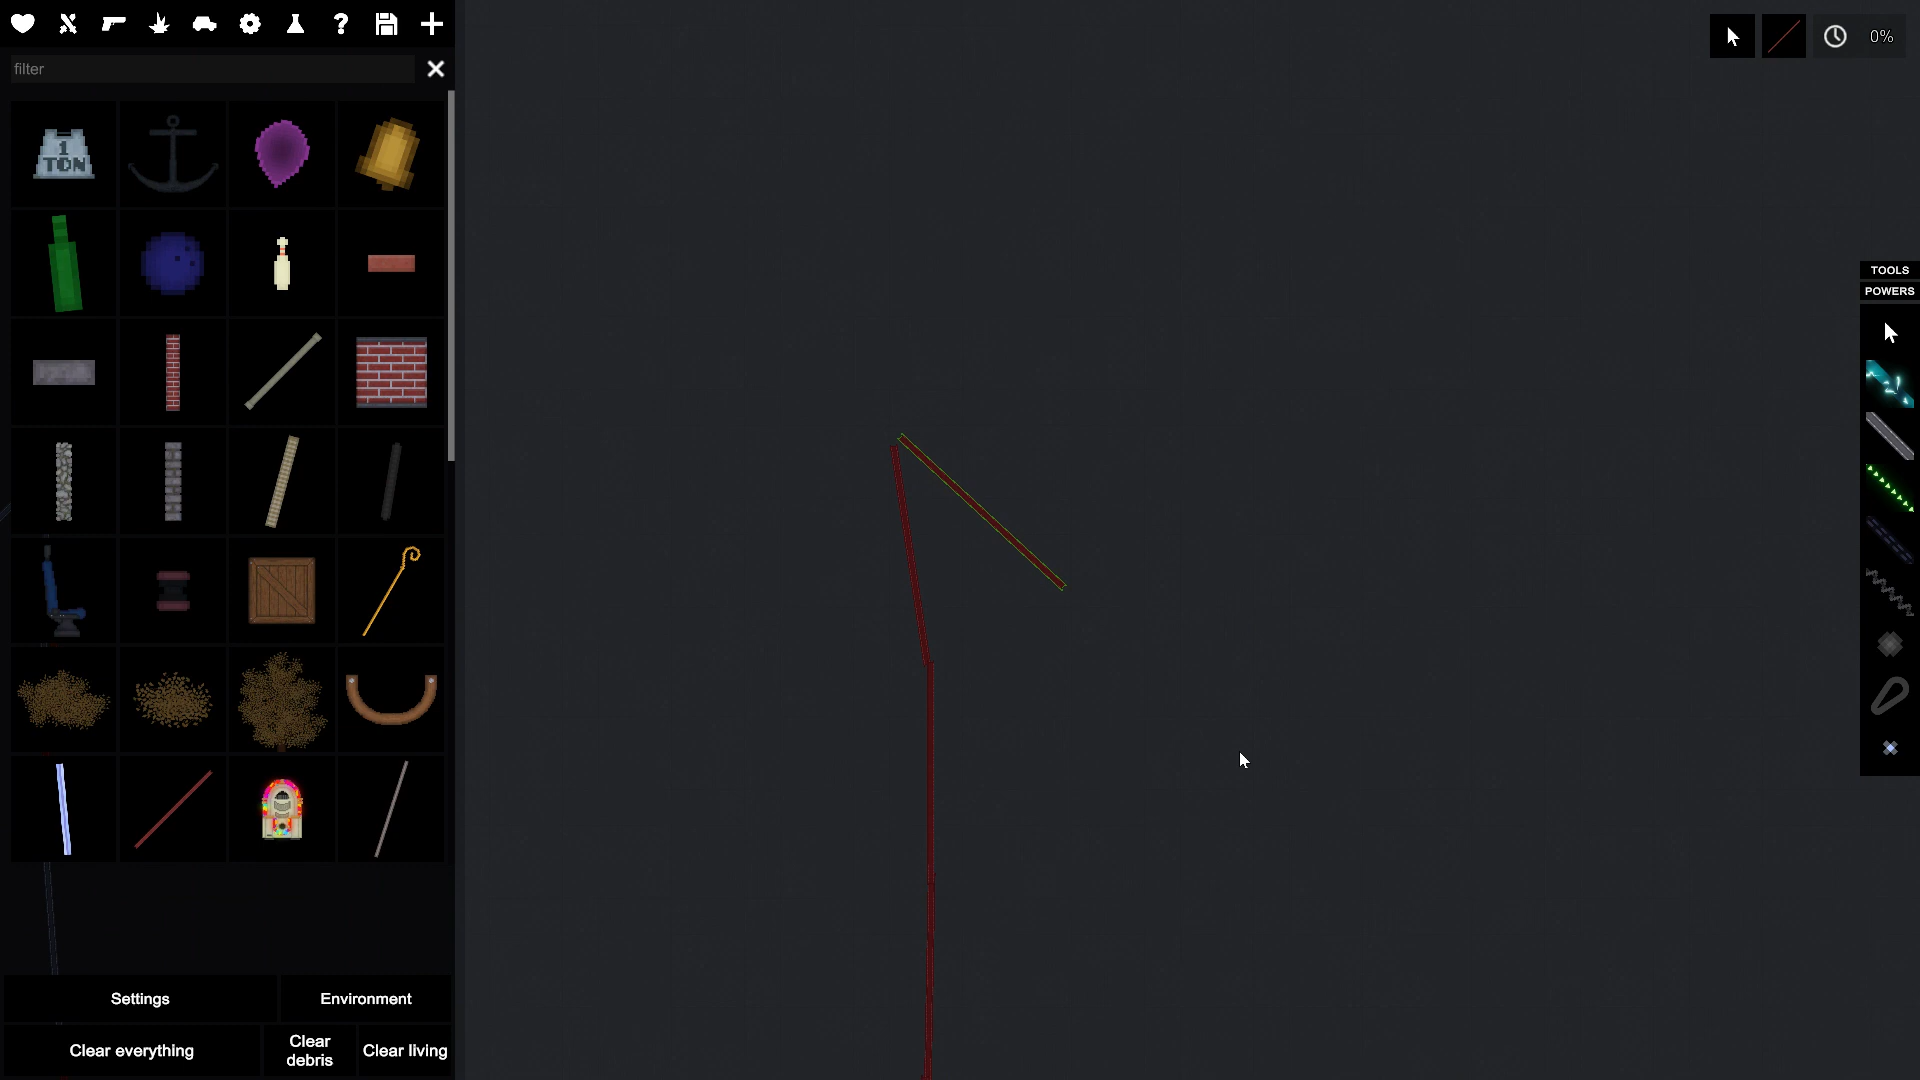 0%
filter
1
TON
TOOLS
POWERS
Settings
Environment
Clear everything
Clear
debris
Clear living